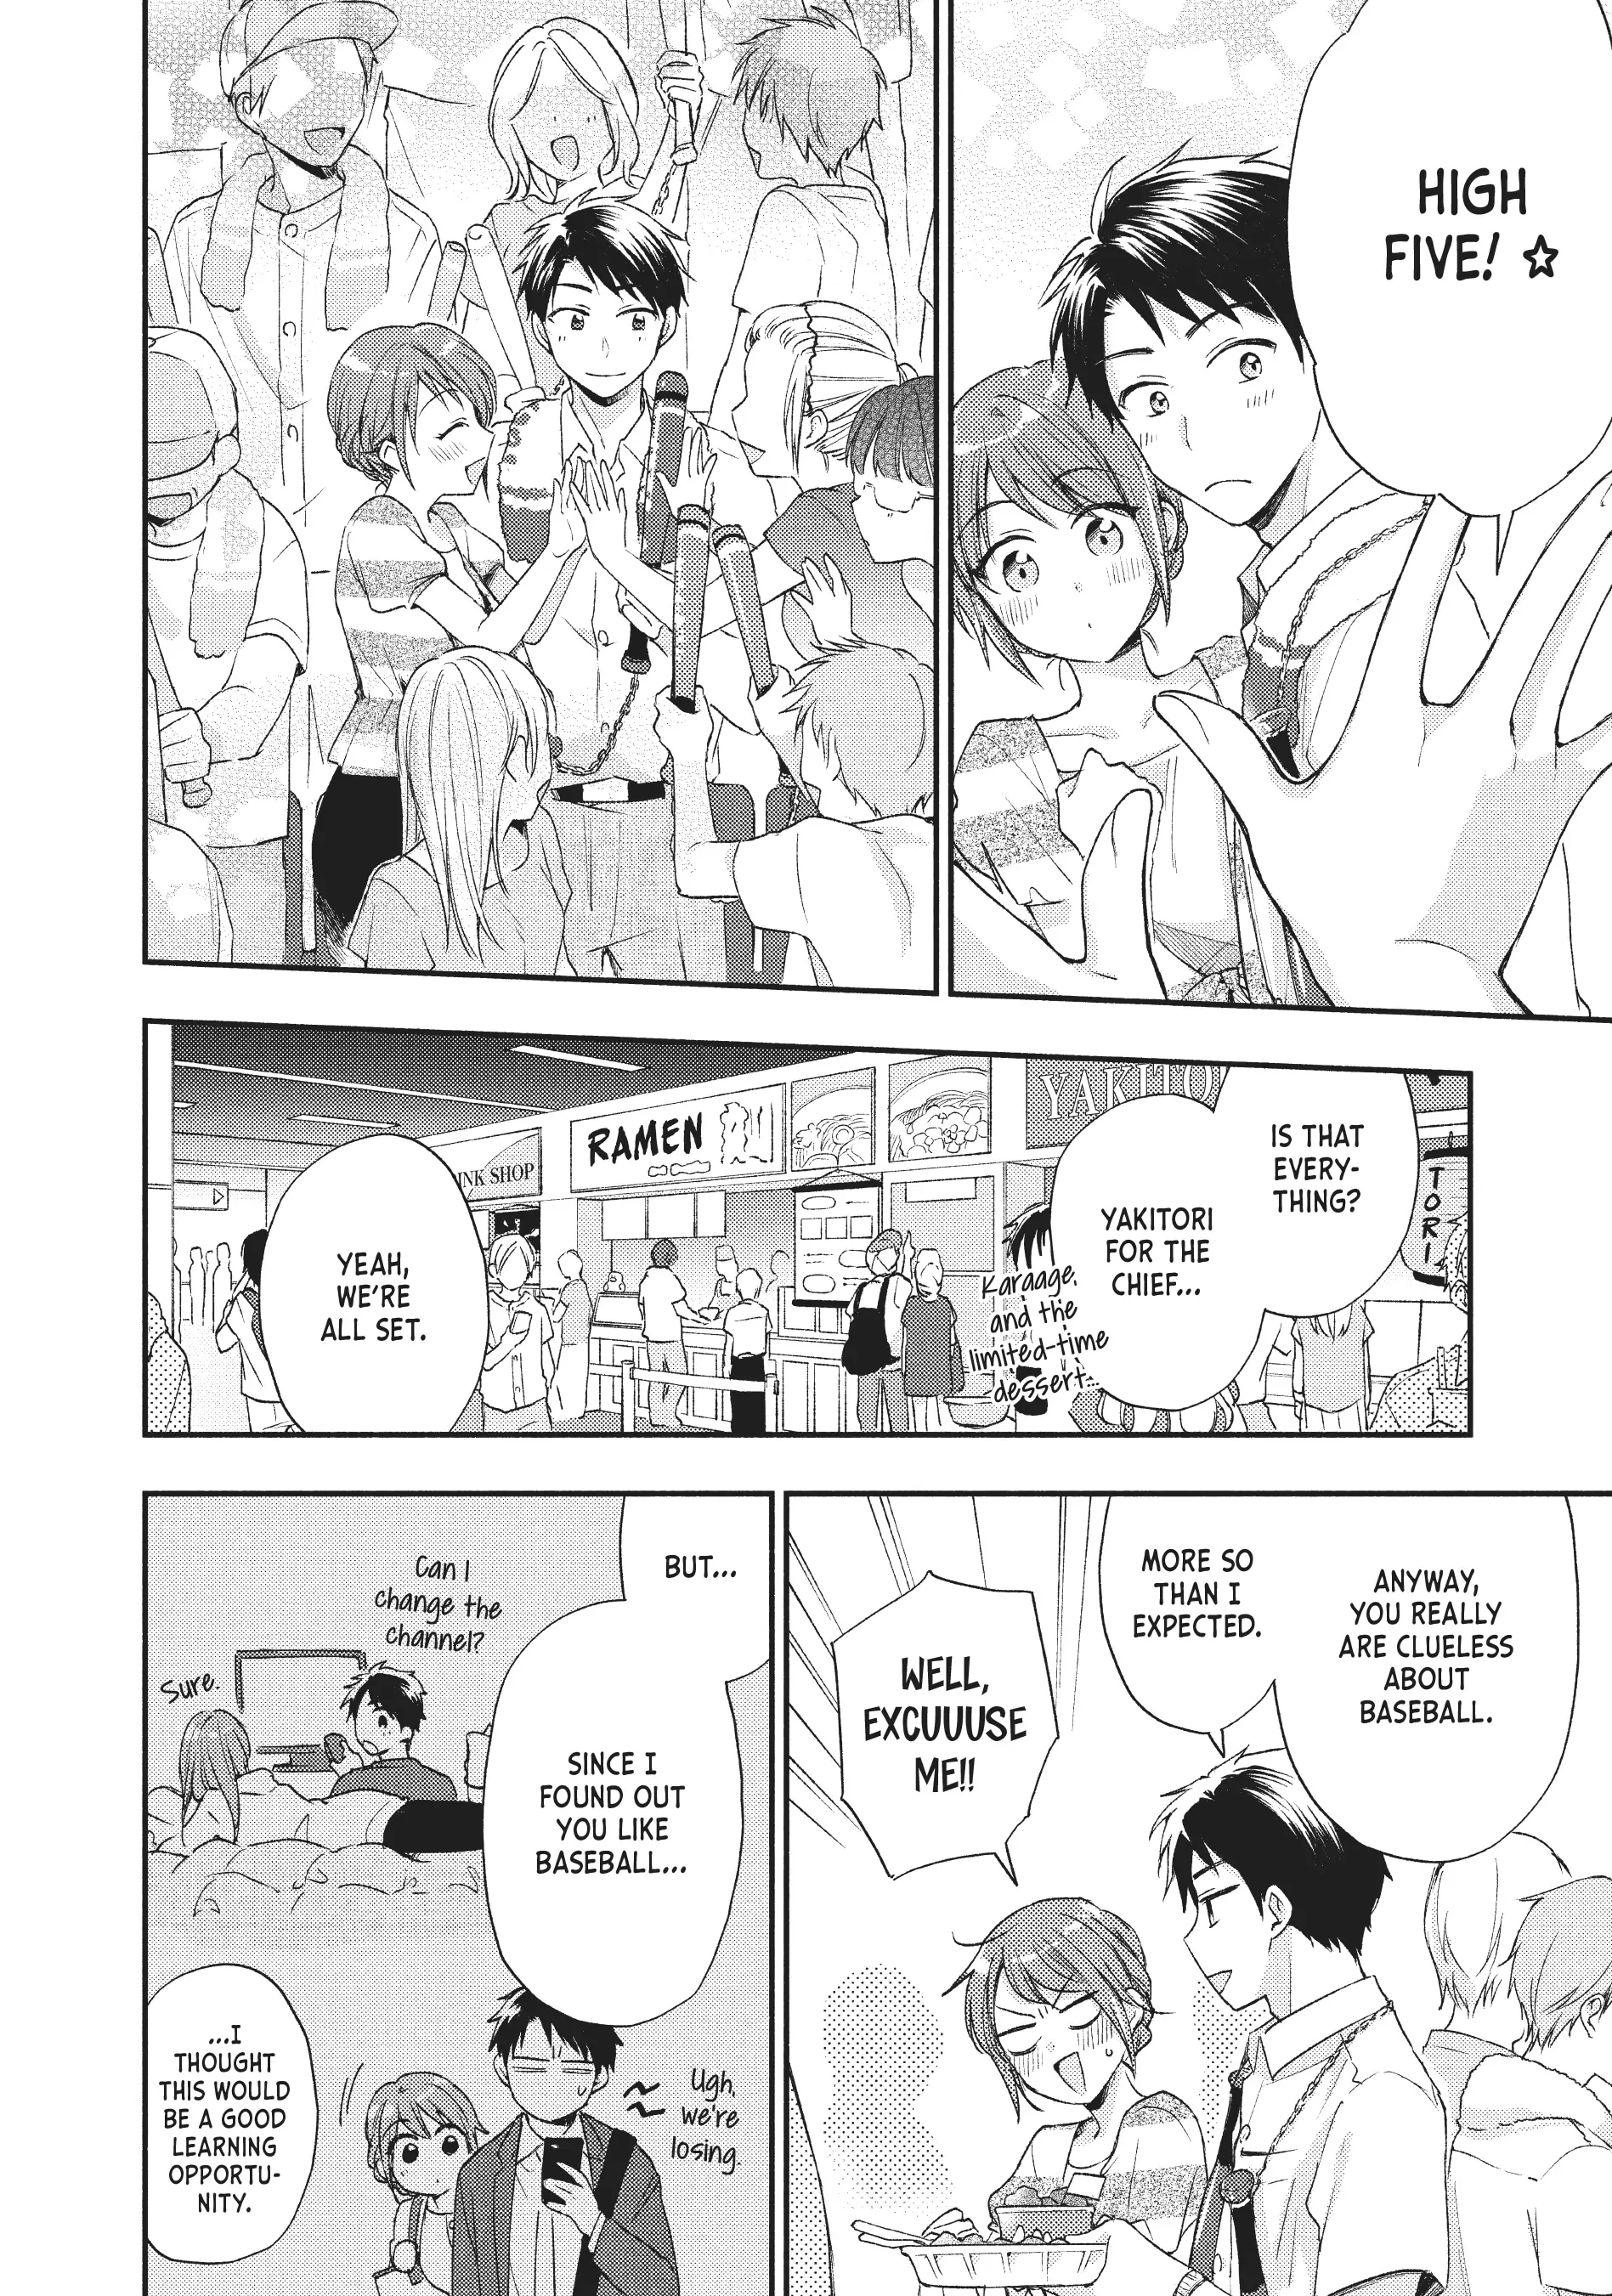 HIGH
FIVE! ☆
IS THAT
EVERY-
THING?
YAKITORI
FOR THE
CHIEF...
Karaage,
and the
limited-time
dessert...
YEAH,
WE'RE
ALL SET.
TORI
RAMEN
NK SHOP
ANYWAY,
YOU REALLY
ARE CLUELESS
ABOUT
BASEBALL.
MORE SO
THAN I
EXPECTED.
WELL,
EXCUUUSE
ME!!
BUT...
SINCE I
FOUND OUT
YOU LIKE
BASEBALL...
Can I
change the
channel?
Sure.
Ugh,
we're
losing.
...I
THOUGHT
THIS WOULD
BE A GOOD
LEARNING
OPPORTU-
NITY.